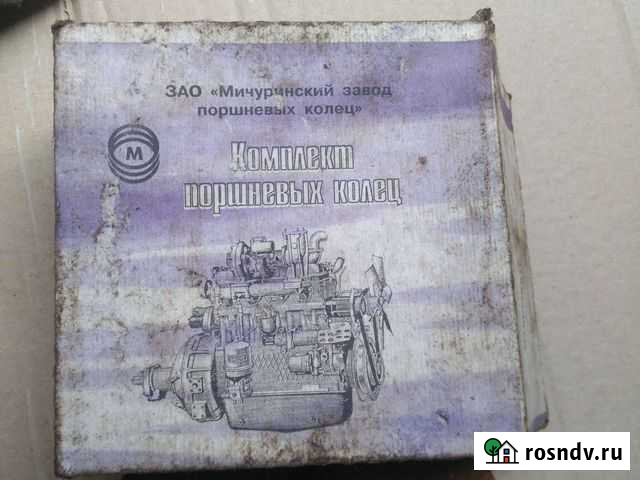 ЗАО «Мичуринский завод
поршневых колец»
М
Комплект
поршневых колец
rosndv.ru